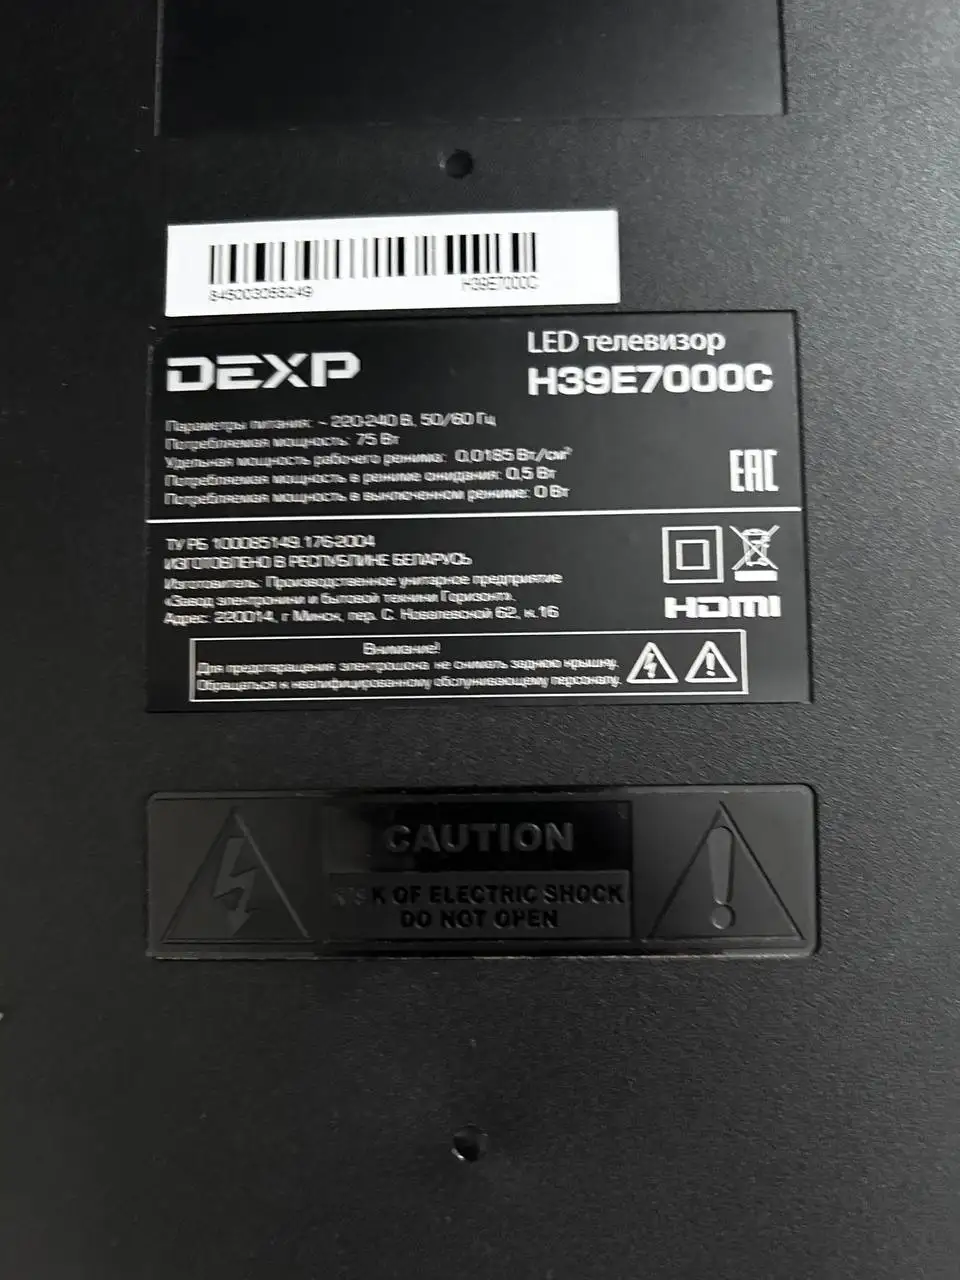 845003085249 H39E7000C
DEXP
LED телевизор
H39E7000C
Параметры питания: ~ 220-240 В, 50/60 Гц
Потребляемая мощность: 75 Вт
Удельная мощность рабочего режима: 0,0185 Вт/см²
Потребляемая мощность в режиме ожидания: 0,5 Вт
Потребляемая мощность в выключенном режиме: 0 Вт
EAC
ТУ РБ 100085149.176-2004
ИЗГОТОВЛЕНО В РЕСПУБЛИКЕ БЕЛАРУСЬ
Изготовитель: Производственное унитарное предприятие
«Завод электроники и бытовой техники Горизонт».
Адрес: 220014, г Минск, пер. С. Ковалевской 62, к.16
HDMI
Внимание!
Для предотвращения электрошока не снимать заднюю крышку.
Обращаться к квалифицированному обслуживающему персоналу.
CAUTION
RISK OF ELECTRIC SHOCK
DO NOT OPEN